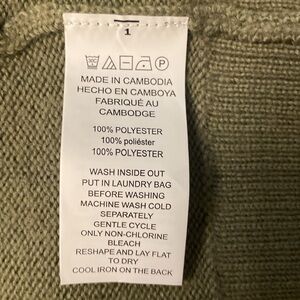 1
MADE IN CAMBODIA
HECHO EN CAMBOYA
FABRIQUÉ AU
CAMBODGE
100% POLYESTER
100% poliéster
100% POLYESTER
WASH INSIDE OUT
PUT IN LAUNDRY BAG
BEFORE WASHING
MACHINE WASH COLD
SEPARATELY
GENTLE CYCLE
ONLY NON-CHLORINE
BLEACH
RESHAPE AND LAY FLAT
TO DRY
COOL IRON ON THE BACK